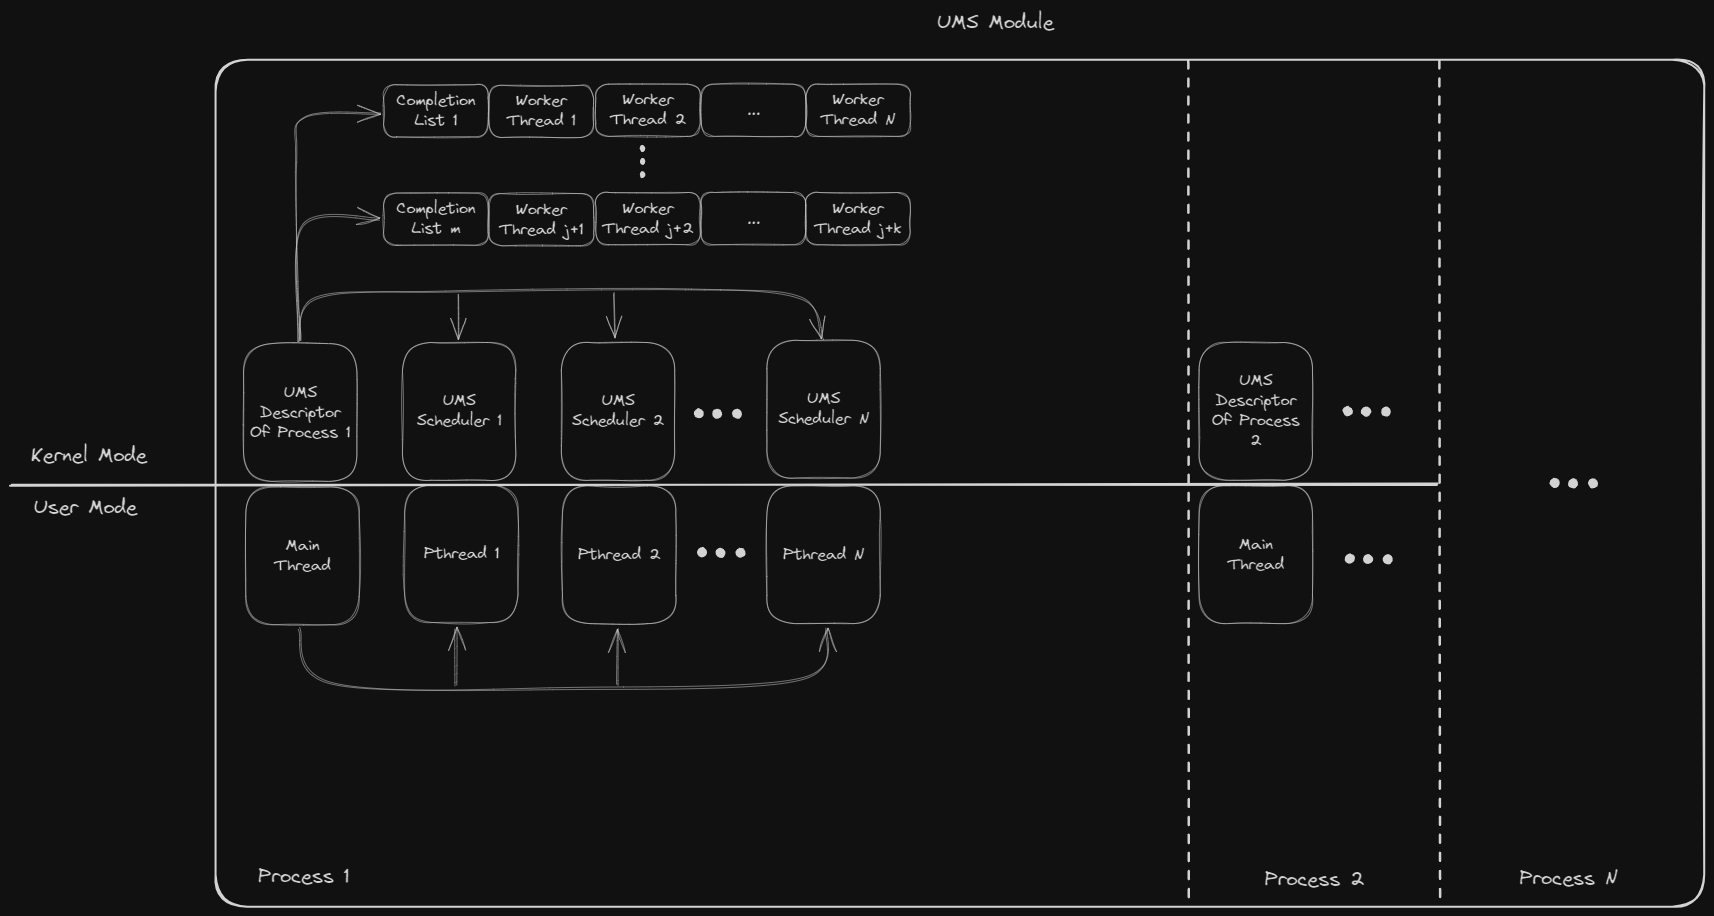 UMS Module
Completion
List 1
Worker
Thread 1
Worker
Thread 2
...
Worker
Thread N
Completion
List m
Worker
Thread j+1
Worker
Thread j+2
...
Worker
Thread j+k
UMS
Descriptor
Of Process 1
UMS
Scheduler 1
UMS
Scheduler 2
UMS
Scheduler N
UMS
Descriptor
Of Process
2
Kernel Mode
User Mode
Main
Thread
Pthread 1
Pthread 2
Pthread N
Main
Thread
Process 1
Process 2
Process N